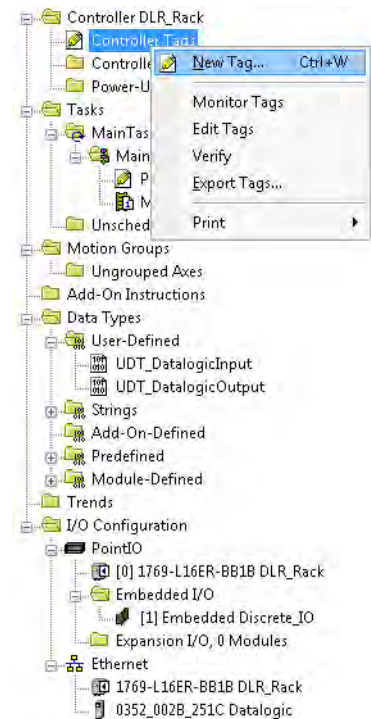 Controller DLR_Rack
Controller Tags
Controlle
New Tag... Ctrl+W
Power-U
Monitor Tags
Tasks
Edit Tags
MainTas
Verify
Main
Export Tags...
P
M
Print
Unsched
Motion Groups
Ungrouped Axes
Add-On Instructions
Data Types
User-Defined
UDT_DatalogicInput
UDT_DatalogicOutput
Strings
Add-On-Defined
Predefined
Module-Defined
Trends
I/O Configuration
PointIO
[0] 1769-L16ER-BB1B DLR_Rack
Embedded I/O
[1] Embedded Discrete_IO
Expansion I/O, 0 Modules
Ethernet
1769-L16ER-BB1B DLR_Rack
0352_002B_251C Datalogic